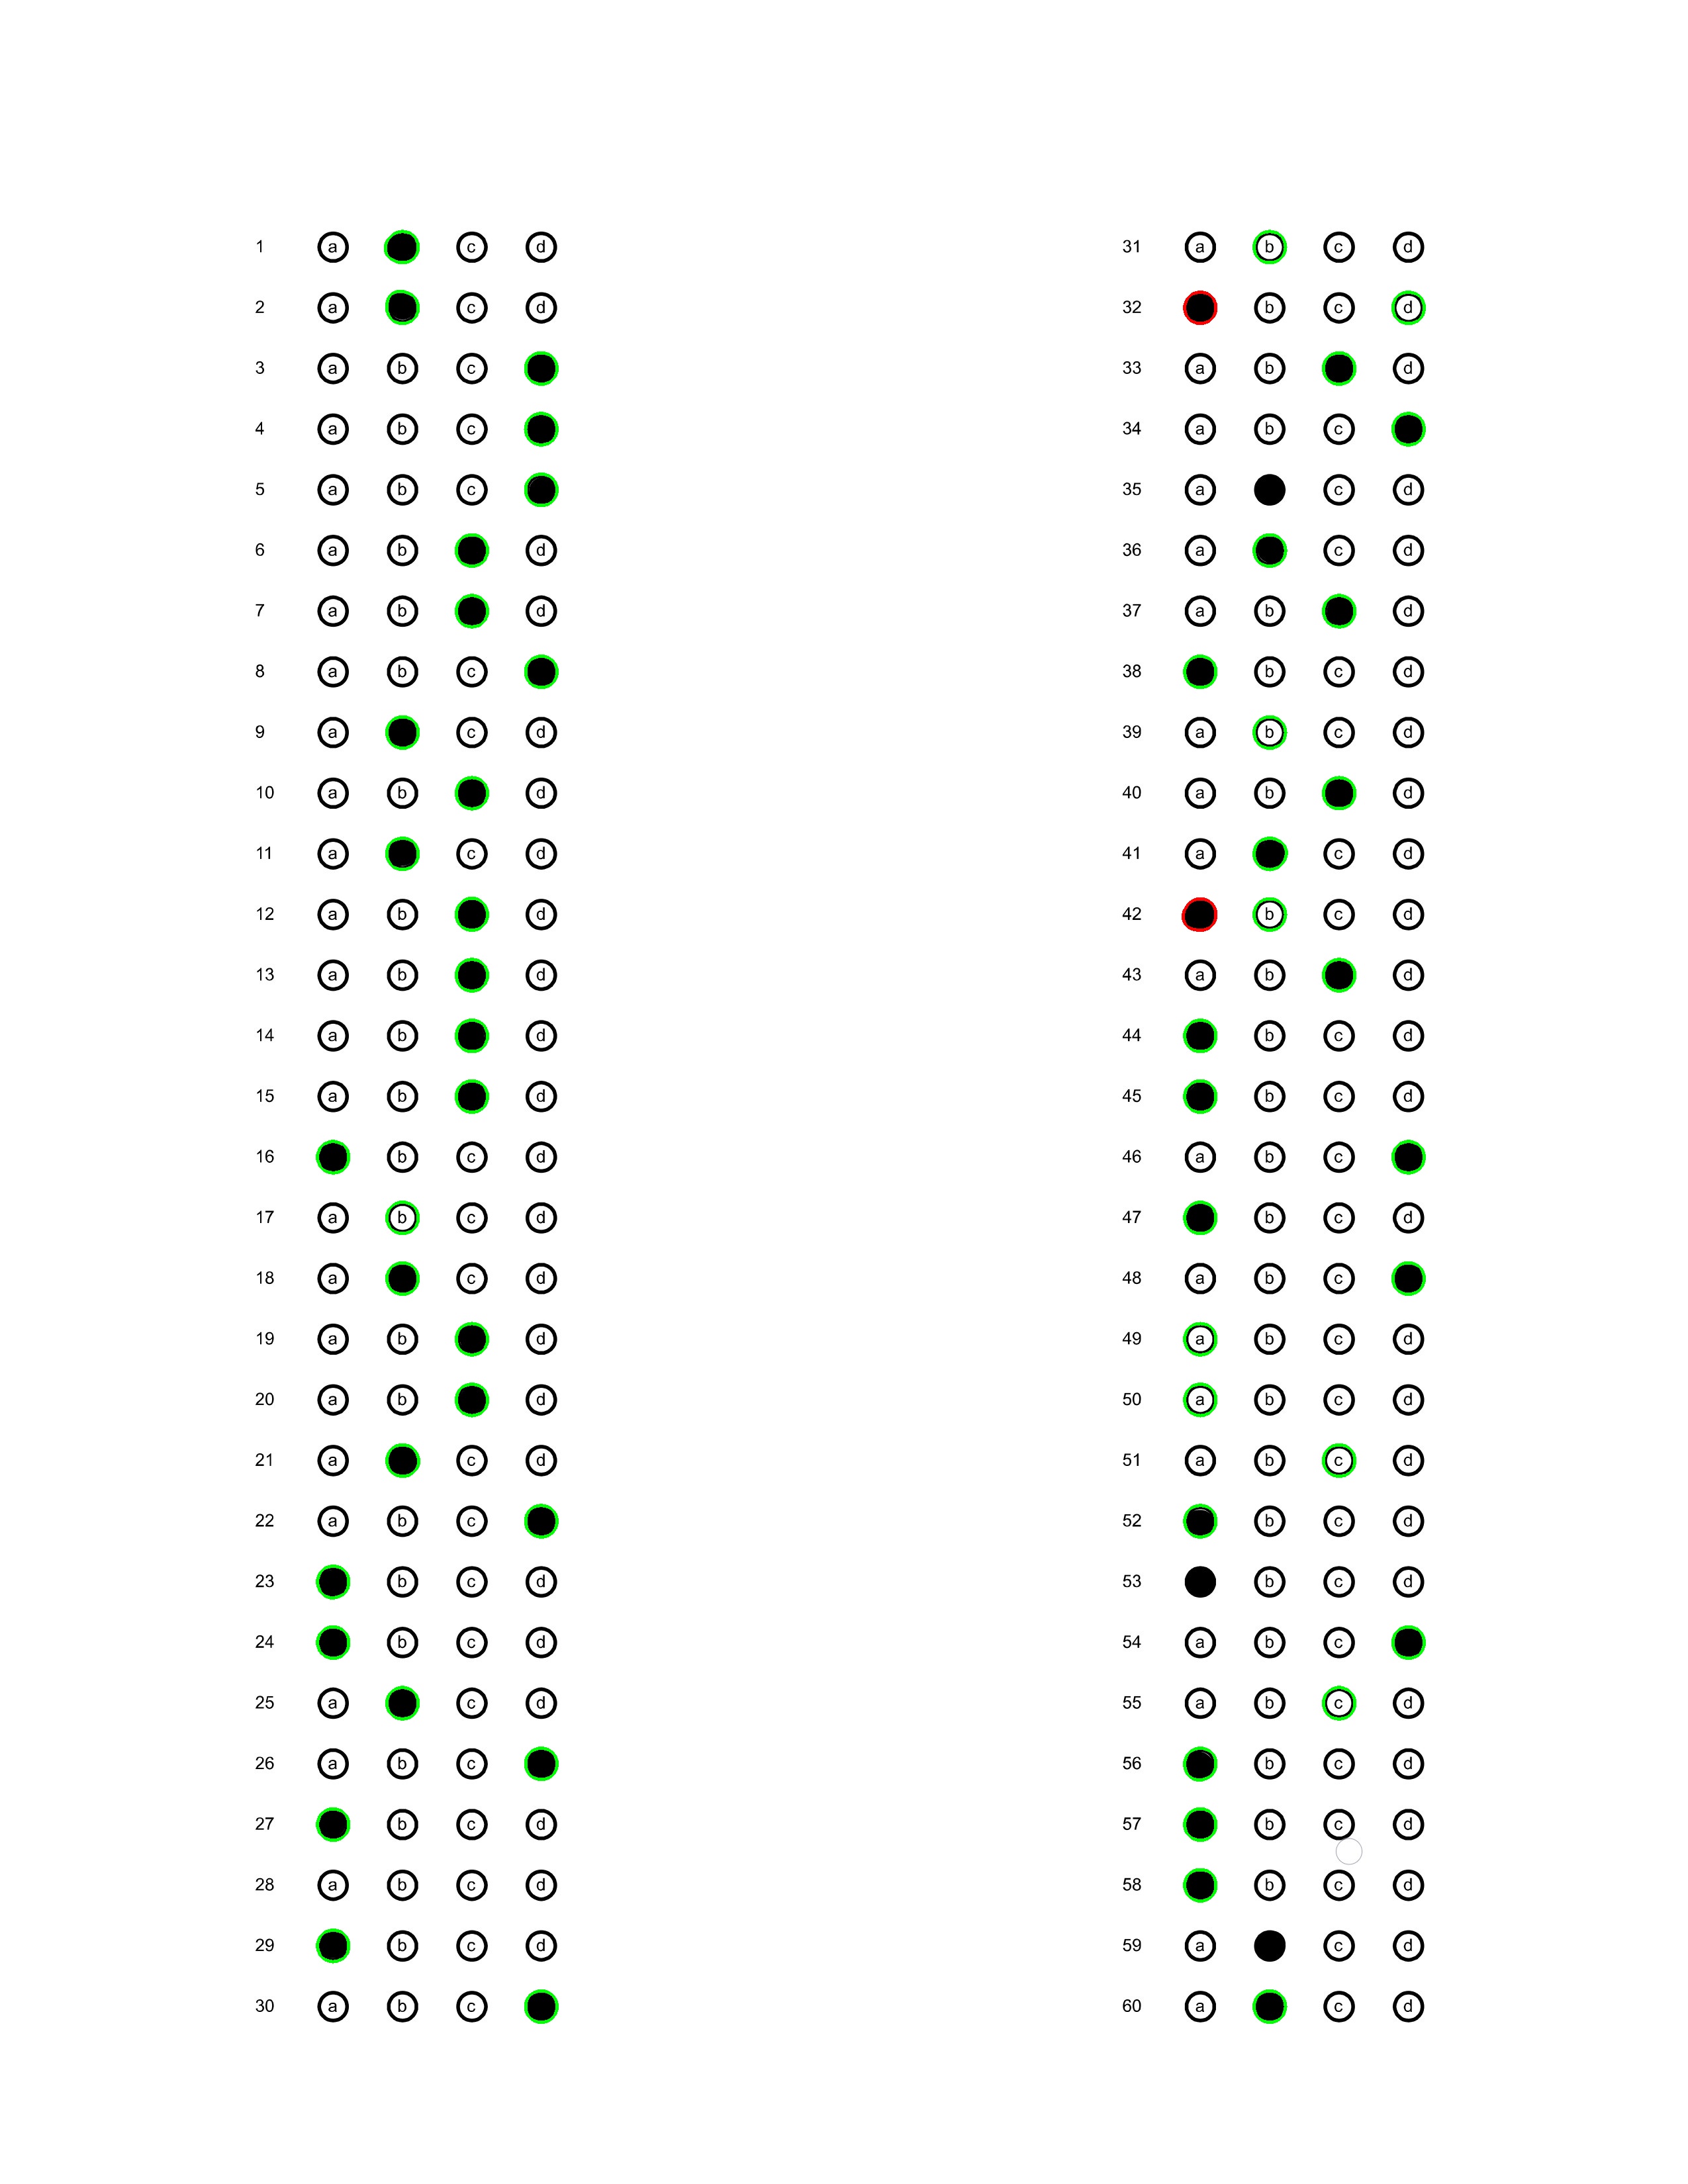 1 a c d
2 a c d
3 a b c
4 a b c
5 a b c
6 a b d
7 a b d
8 a b c
9 a c d
10 a b d
11 a c d
12 a b d
13 a b d
14 a b d
15 a b d
16 b c d
17 a b c d
18 a c d
19 a b d
20 a b d
21 a c d
22 a b c
23 b c d
24 b c d
25 a c d
26 a b c
27 b c d
28 a b c d
29 b c d
30 a b c
31 a b c d
32 b c d
33 a b d
34 a b c
35 a c d
36 a c d
37 a b d
38 b c d
39 a b c d
40 a b d
41 a c d
42 b c d
43 a b d
44 b c d
45 b c d
46 a b c
47 b c d
48 a b c
49 a b c d
50 a b c d
51 a b c d
52 b c d
53 b c d
54 a b c
55 a b c d
56 b c d
57 b c d
58 b c d
59 a c d
60 a c d